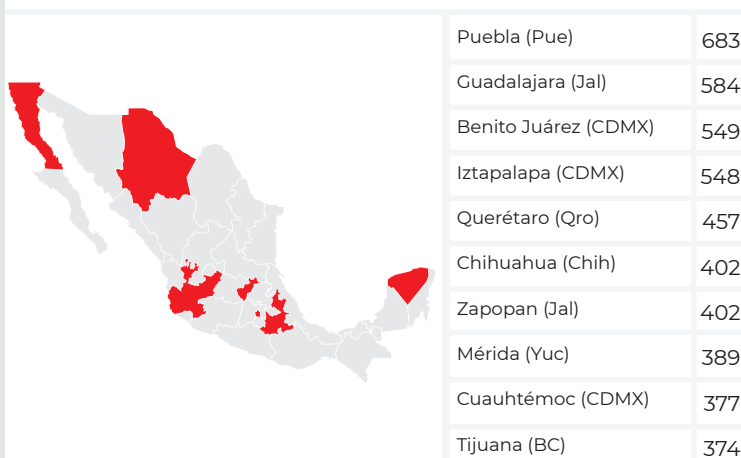 Puebla (Pue) 683
Guadalajara (Jal) 584
Benito Juárez (CDMX) 549
Iztapalapa (CDMX) 548
Querétaro (Qro) 457
Chihuahua (Chih) 402
Zapopan (Jal) 402
Mérida (Yuc) 389
Cuauhtémoc (CDMX) 377
Tijuana (BC) 374